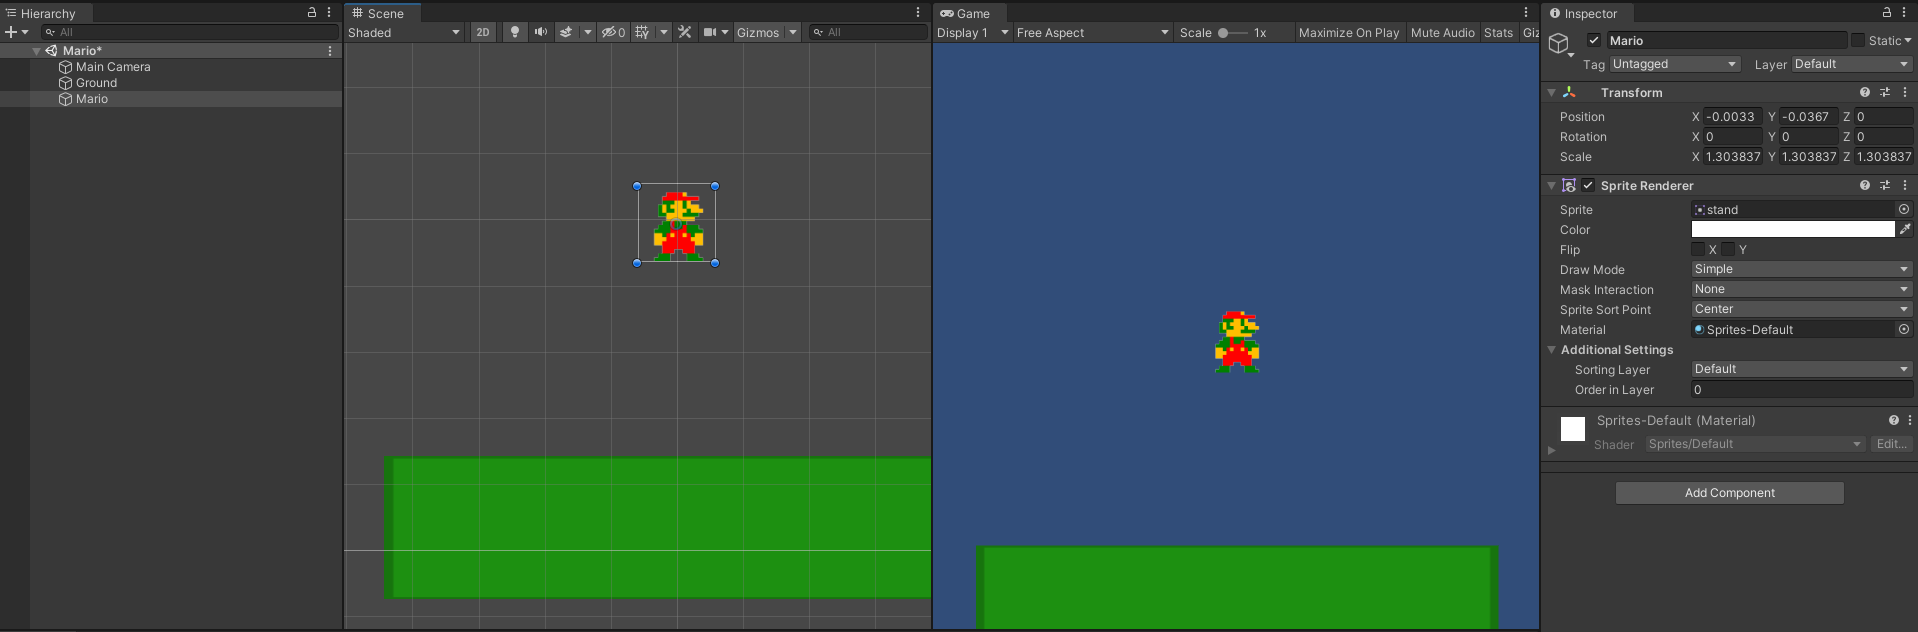 Hierarchy
All
Mario*
Main Camera
Ground
Mario
Scene
Shaded 2D 0 Gizmos All
Game
Display 1 Free Aspect Scale 1x Maximize On Play Mute Audio Stats Giz
Inspector
Mario Static
Tag Untagged Layer Default
Transform
Position X -0.0033 Y -0.0367 Z 0
Rotation X 0 Y 0 Z 0
Scale X 1.303837 Y 1.303837 Z 1.303837
Sprite Renderer
Sprite stand
Color
Flip X Y
Draw Mode Simple
Mask Interaction None
Sprite Sort Point Center
Material Sprites-Default
Additional Settings
Sorting Layer Default
Order in Layer 0
Sprites-Default (Material)
Shader Sprites/Default Edit...
Add Component